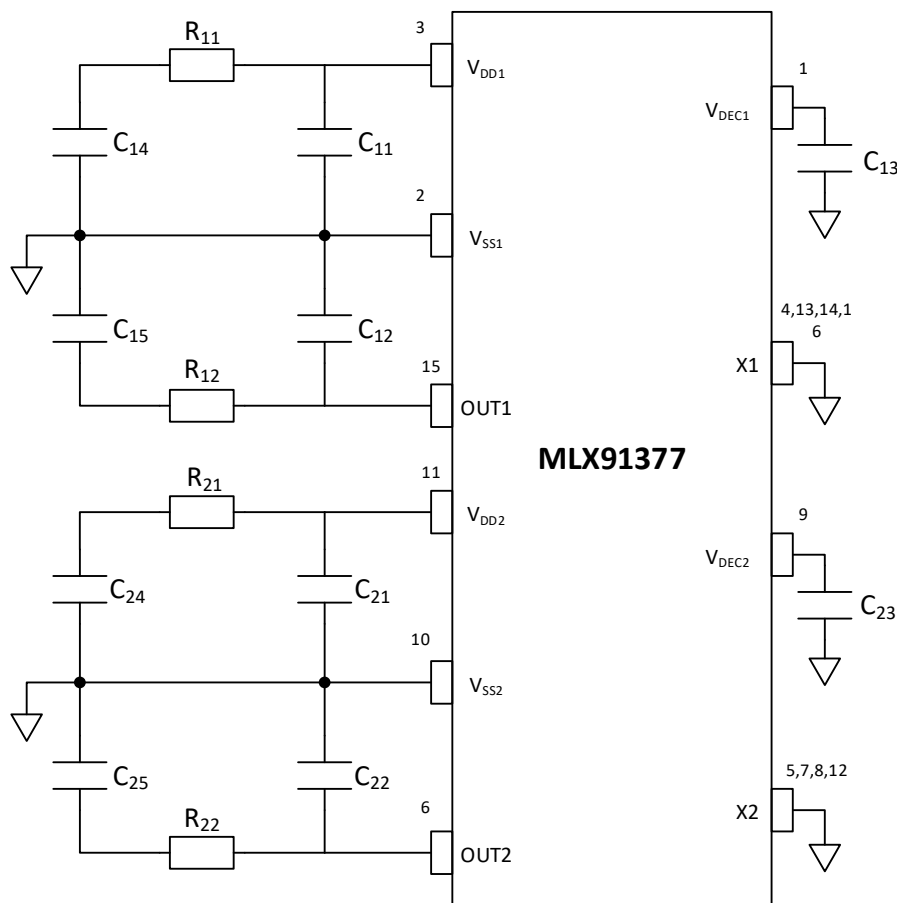 R11
3
VDD1
1
VDEC1
C14
C11
C13
2
VSS1
C15
C12
4,13,14,1
6
X1
R12
15
OUT1
MLX91377
R21
11
VDD2
9
VDEC2
C24
C21
C23
10
VSS2
C25
C22
5,7,8,12
X2
R22
6
OUT2